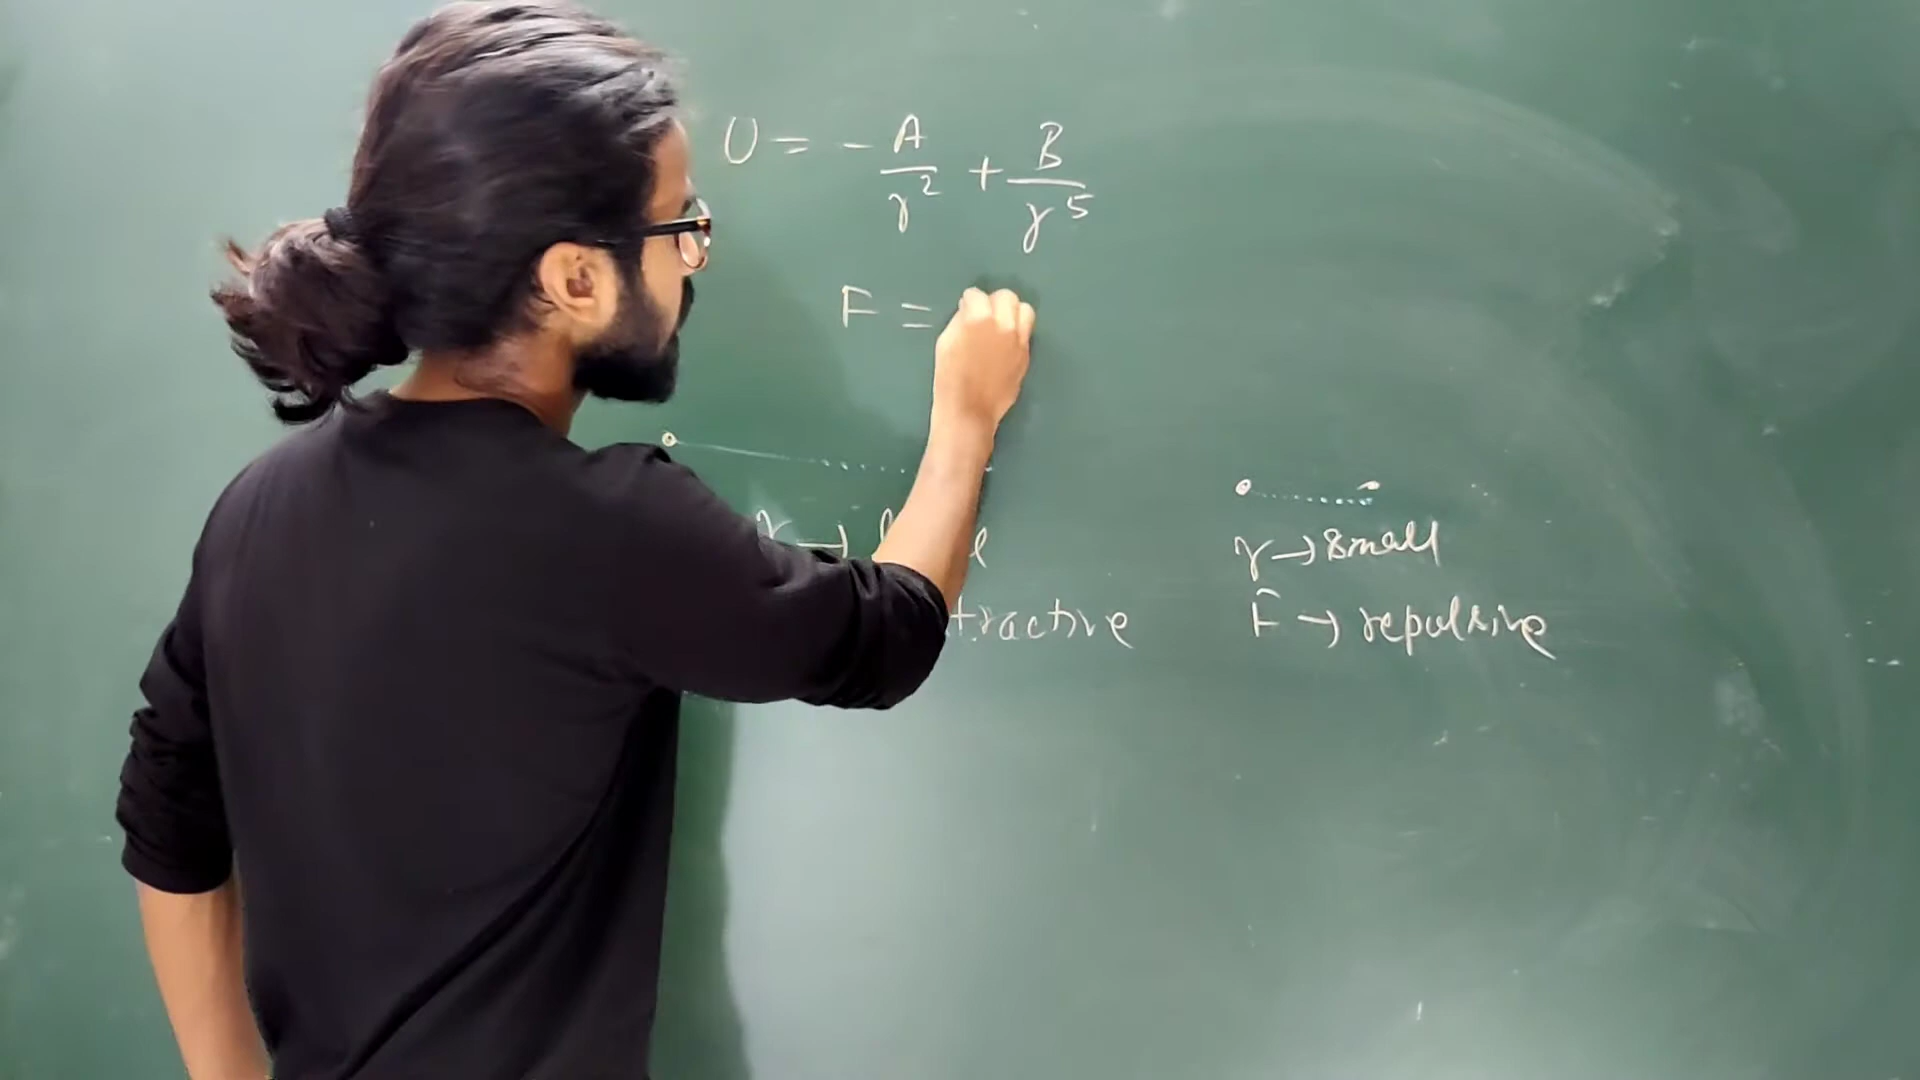 U = - A/r² + B/r⁵
F =
r →
r → small
tractive
F → repulsive